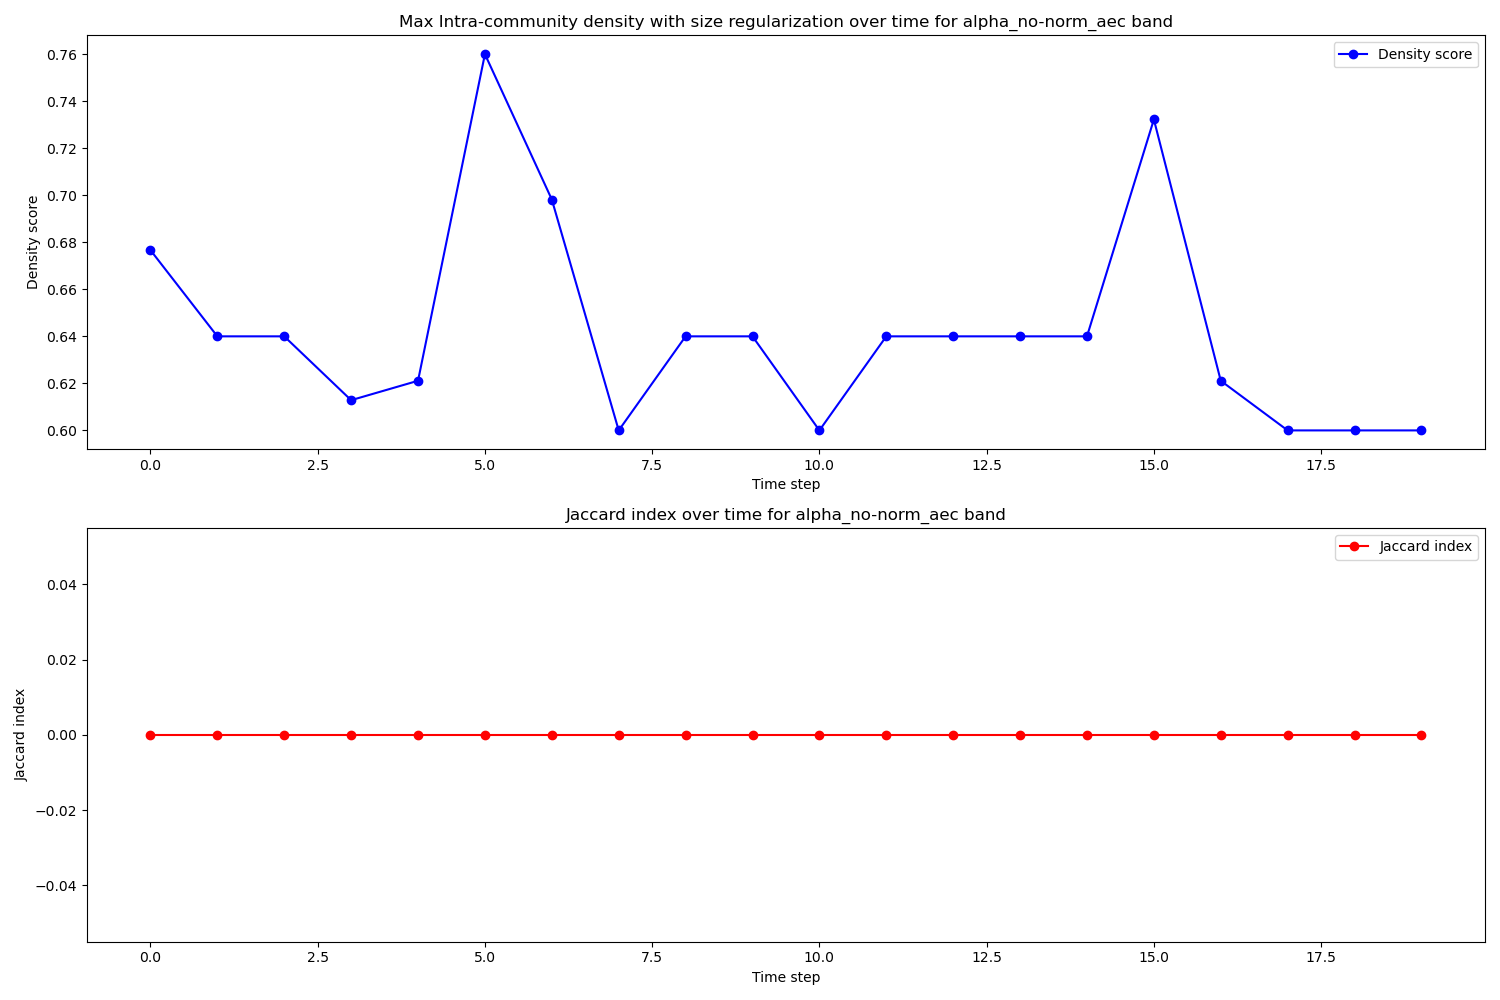 Max Intra-community density with size regularization over time for alpha_no-norm_aec band
Density score
0.76
0.74
0.72
0.70
0.68
0.66
0.64
0.62
0.60
Density score
0.0 2.5 5.0 7.5 10.0 12.5 15.0 17.5
Time step
Jaccard index over time for alpha_no-norm_aec band
Jaccard index
0.04
0.02
0.00
−0.02
−0.04
Jaccard index
0.0 2.5 5.0 7.5 10.0 12.5 15.0 17.5
Time step